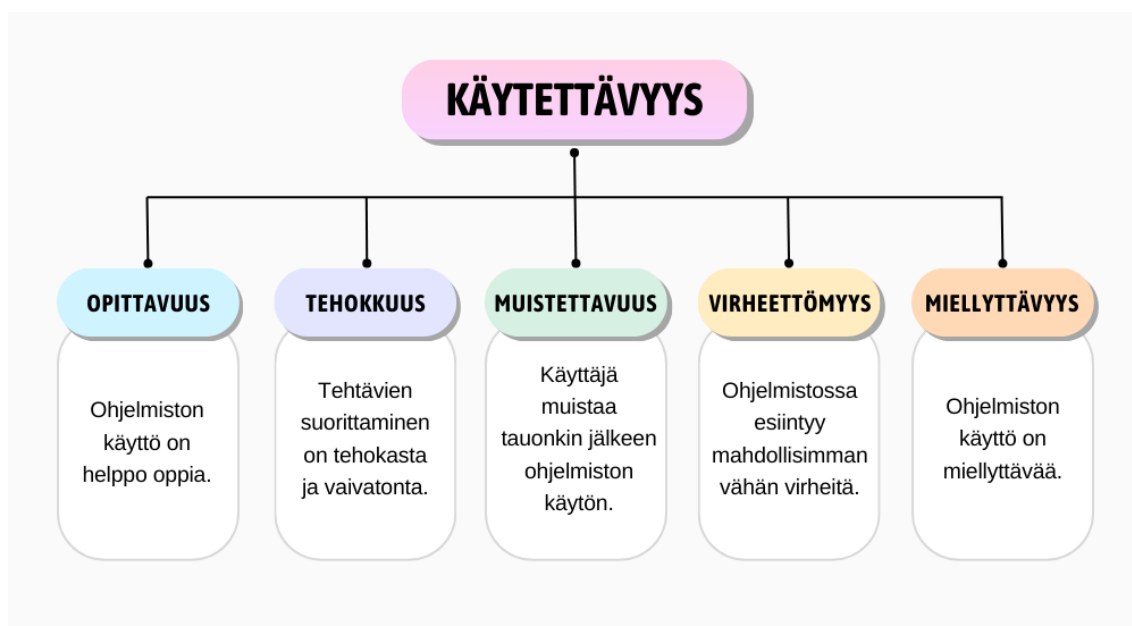 KÄYTETTÄVYYS
OPITTAVUUS
Ohjelmiston
käyttö on
helppo oppia.
TEHOKKUUS
Tehtävien
suorittaminen
on tehokasta
ja vaivatonta.
MUISTETTAVUUS
Käyttäjä
muistaa
tauonkin jälkeen
ohjelmiston
käytön.
VIRHEETTÖMYYS
Ohjelmistossa
esiintyy
mahdollisimman
vähän virheitä.
MIELLYTTÄVYYS
Ohjelmiston
käyttö on
miellyttävää.